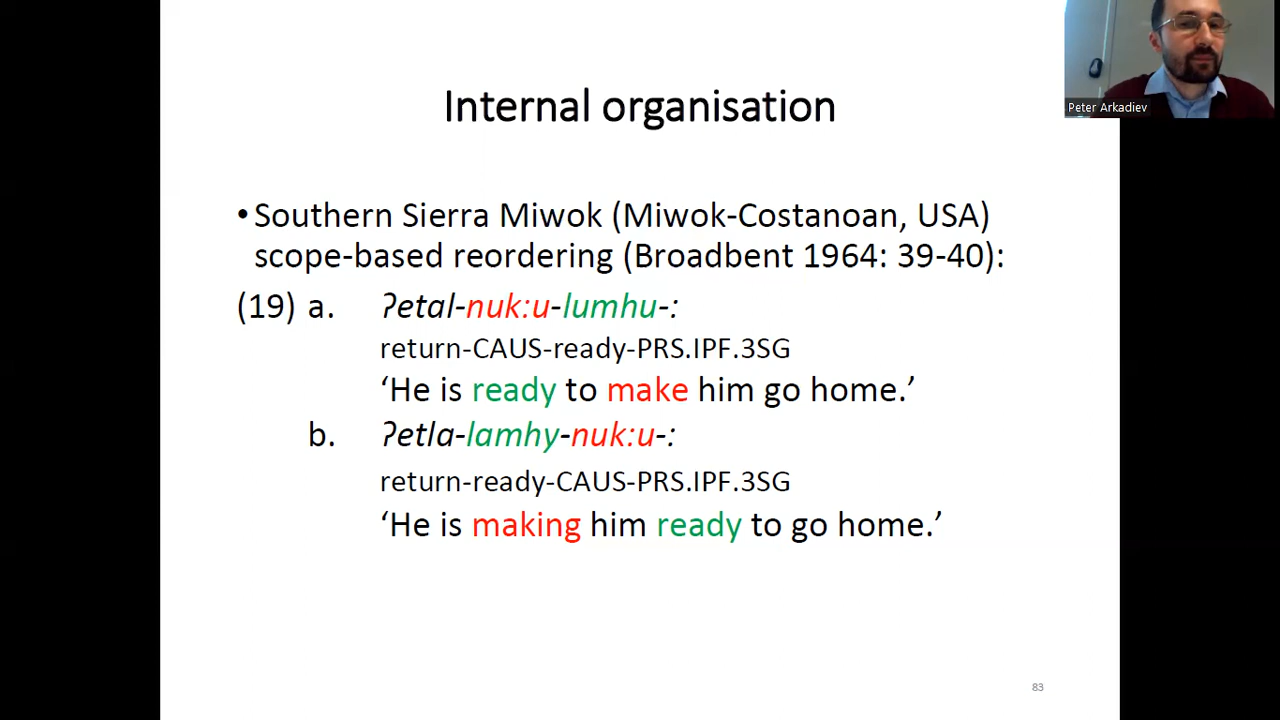 Peter Arkadiev
Internal organisation
• Southern Sierra Miwok (Miwok-Costanoan, USA)
scope-based reordering (Broadbent 1964: 39-40):
(19) a. ʔetal-nuk:u-lumhu-:
return-CAUS-ready-PRS.IPF.3SG
‘He is ready to make him go home.’
b. ʔetla-lamhy-nuk:u-:
return-ready-CAUS-PRS.IPF.3SG
‘He is making him ready to go home.’
83